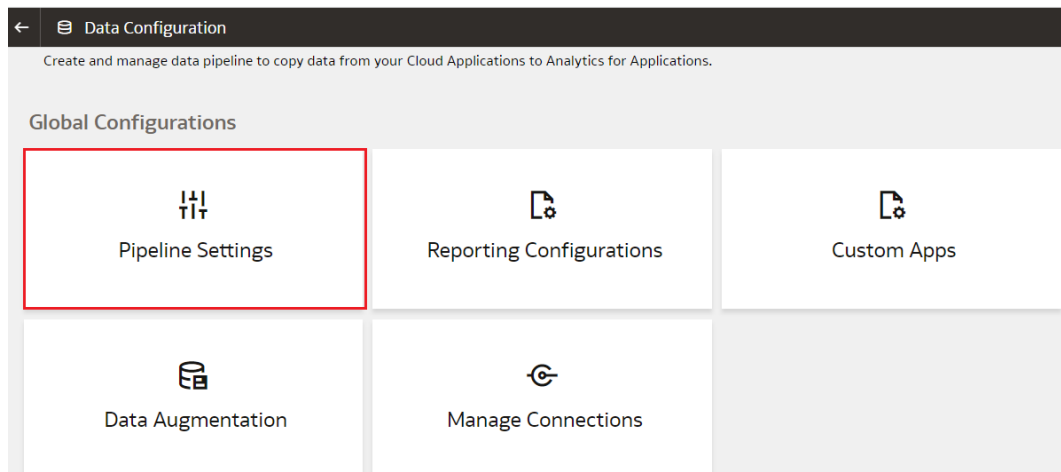 Data Configuration
Create and manage data pipeline to copy data from your Cloud Applications to Analytics for Applications.
Global Configurations
Pipeline Settings
Reporting Configurations
Custom Apps
Data Augmentation
Manage Connections